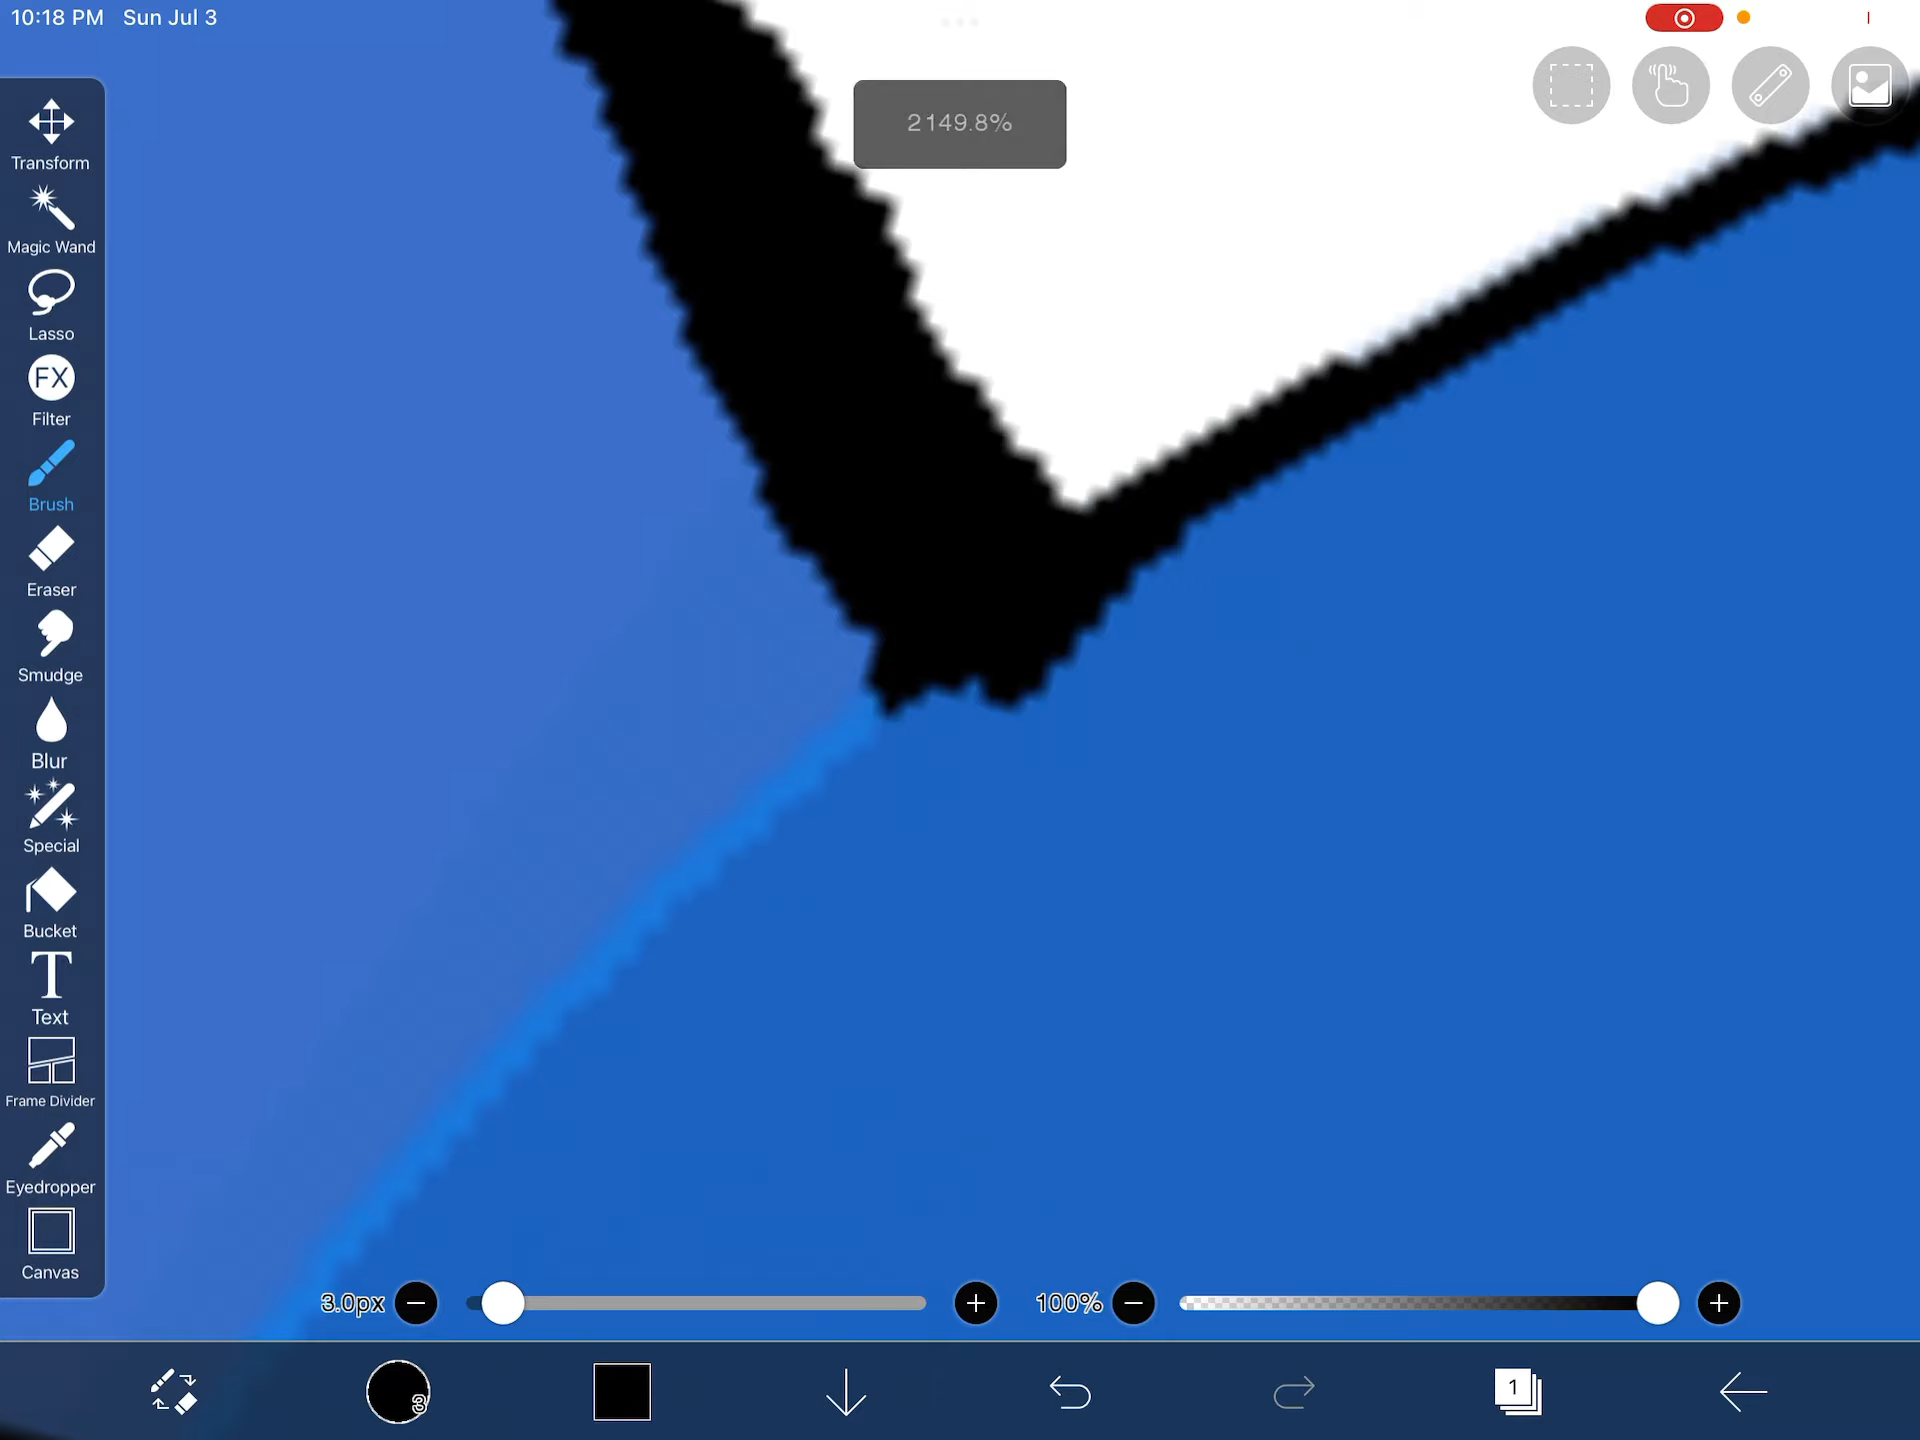 10:18 PM Sun Jul 3
2149.8%
Transform
Magic Wand
Lasso
FX
Filter
Brush
Eraser
Smudge
Blur
Special
Bucket
T
Text
Frame Divider
Eyedropper
Canvas
3.0px
100%
3
1